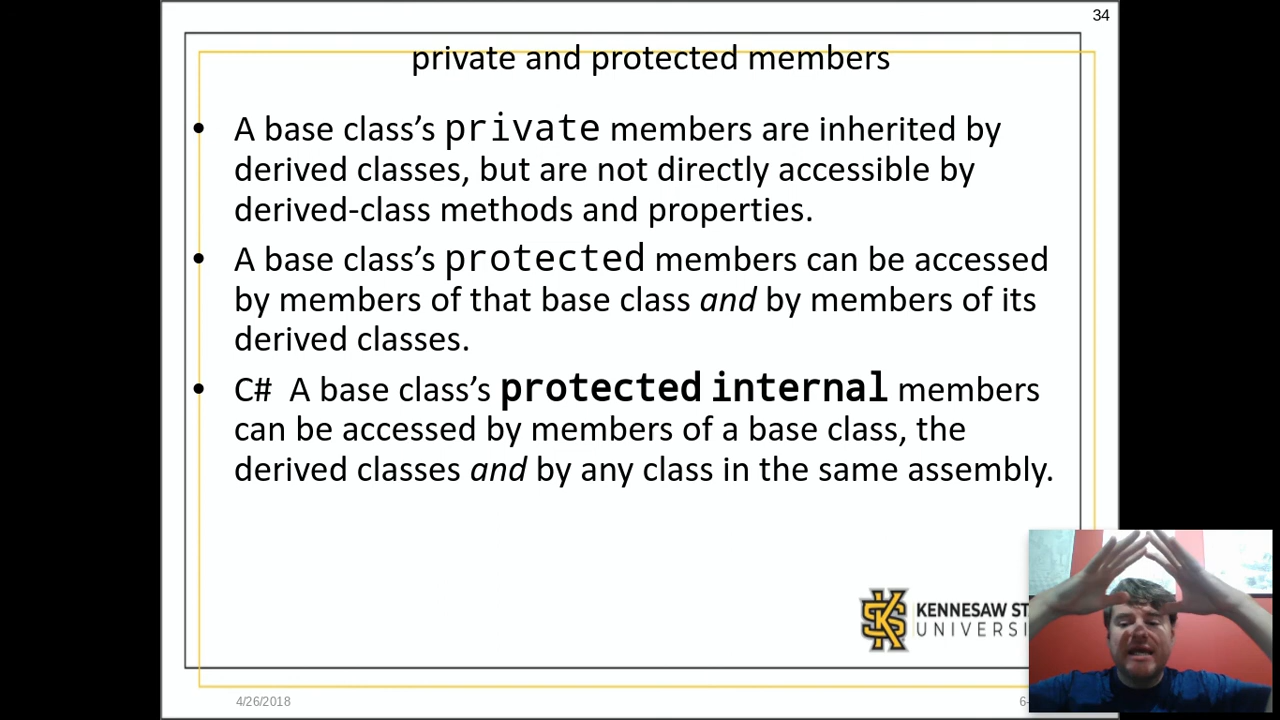 34
private and protected members
• A base class’s private members are inherited by
derived classes, but are not directly accessible by
derived-class methods and properties.
• A base class’s protected members can be accessed
by members of that base class and by members of its
derived classes.
• C#  A base class’s protected internal members
can be accessed by members of a base class, the
derived classes and by any class in the same assembly.
KENNESAW
4/26/2018